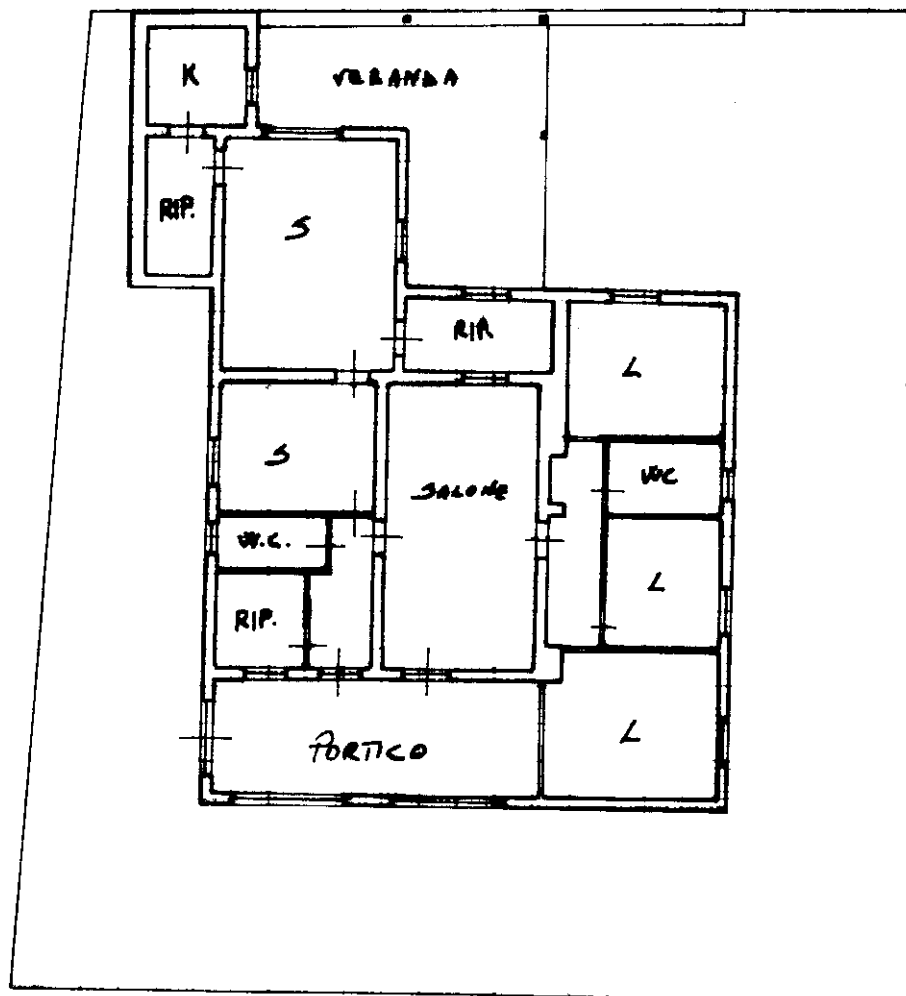 K
VERANDA
RIP.
S
RIP.
L
S
SALONE
WC
W.C.
L
RIP.
PORTICO
L